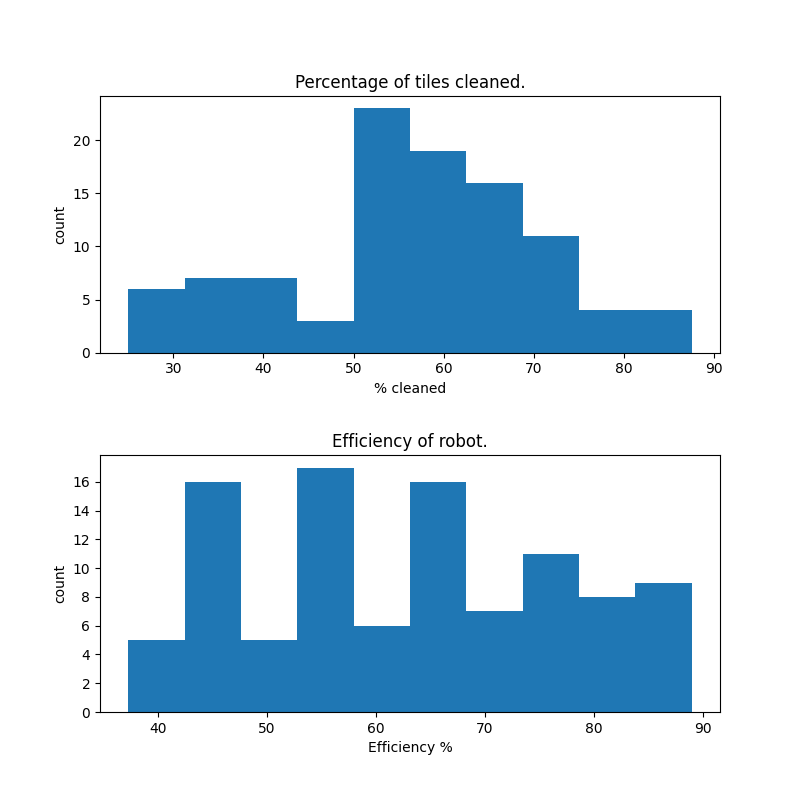 Percentage of tiles cleaned.
20
15
10
5
0
count
30 40 50 60 70 80 90
% cleaned
Efficiency of robot.
16
14
12
10
8
6
4
2
0
count
40 50 60 70 80 90
Efficiency %